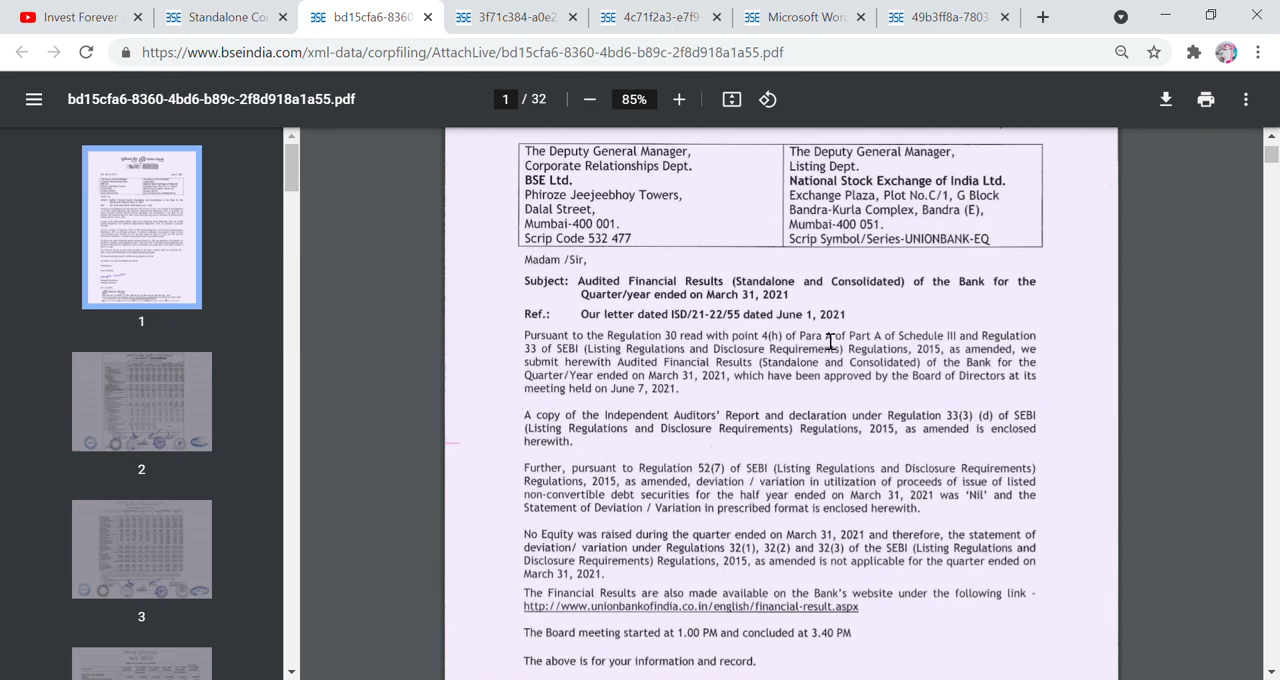 Invest Forever -
Standalone Co
bd15cfa6-8360
3f71c384-a0e2
4c71f2a3-e7f9
Microsoft Wor
49b3ff8a-7803
https://www.bseindia.com/xml-data/corpfiling/AttachLive/bd15cfa6-8360-4bd6-b89c-2f8d918a1a55.pdf
bd15cfa6-8360-4bd6-b89c-2f8d918a1a55.pdf
1 / 32
85%
1
2
3
The Deputy General Manager,
Corporate Relationships Dept.
BSE Ltd.
Phiroze Jeejeebhoy Towers,
Dalal Street,
Mumbai-400 001.
Scrip Code 532 477
The Deputy General Manager,
Listing Dept.
National Stock Exchange of India Ltd.
Exchange Plaza, Plot No.C/1, G Block
Bandra-Kurla Complex, Bandra (E),
Mumbai-400 051.
Scrip Symbol/Series-UNIONBANK-EQ
Madam /Sir,
Subject: Audited Financial Results (Standalone and Consolidated) of the Bank for the
Quarter/year ended on March 31, 2021
Ref.: Our letter dated ISD/21-22/55 dated June 1, 2021
Pursuant to the Regulation 30 read with point 4(h) of Para of Part A of Schedule III and Regulation
33 of SEBI (Listing Regulations and Disclosure Requirements) Regulations, 2015, as amended, we
submit herewith Audited Financial Results (Standalone and Consolidated) of the Bank for the
Quarter/Year ended on March 31, 2021, which have been approved by the Board of Directors at its
meeting held on June 7, 2021.
A copy of the Independent Auditors' Report and declaration under Regulation 33(3) (d) of SEBI
(Listing Regulations and Disclosure Requirements) Regulations, 2015, as amended is enclosed
herewith.
Further, pursuant to Regulation 52(7) of SEBI (Listing Regulations and Disclosure Requirements)
Regulations, 2015, as amended, deviation / variation in utilization of proceeds of issue of listed
non-convertible debt securities for the half year ended on March 31, 2021 was 'Nil' and the
Statement of Deviation / Variation in prescribed format is enclosed herewith.
No Equity was raised during the quarter ended on March 31, 2021 and therefore, the statement of
deviation/ variation under Regulations 32(1), 32(2) and 32(3) of the SEBI (Listing Regulations and
Disclosure Requirements) Regulations, 2015, as amended is not applicable for the quarter ended on
March 31, 2021.
The Financial Results are also made available on the Bank's website under the following link -
http://www.unionbankofindia.co.in/english/financial-result.aspx
The Board meeting started at 1.00 PM and concluded at 3.40 PM
The above is for your information and record.